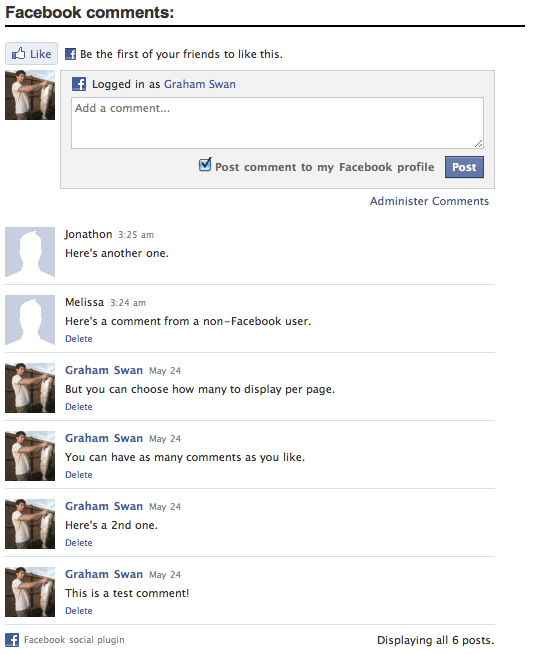 Facebook comments:
Like Be the first of your friends to like this.
Logged in as Graham Swan
Add a comment...
Post comment to my Facebook profile Post
Administer Comments
Jonathon 3:25 am
Here's another one.
Melissa 3:24 am
Here's a comment from a non-Facebook user.
Delete
Graham Swan May 24
But you can choose how many to display per page.
Delete
Graham Swan May 24
You can have as many comments as you like.
Delete
Graham Swan May 24
Here's a 2nd one.
Delete
Graham Swan May 24
This is a test comment!
Delete
Facebook social plugin Displaying all 6 posts.